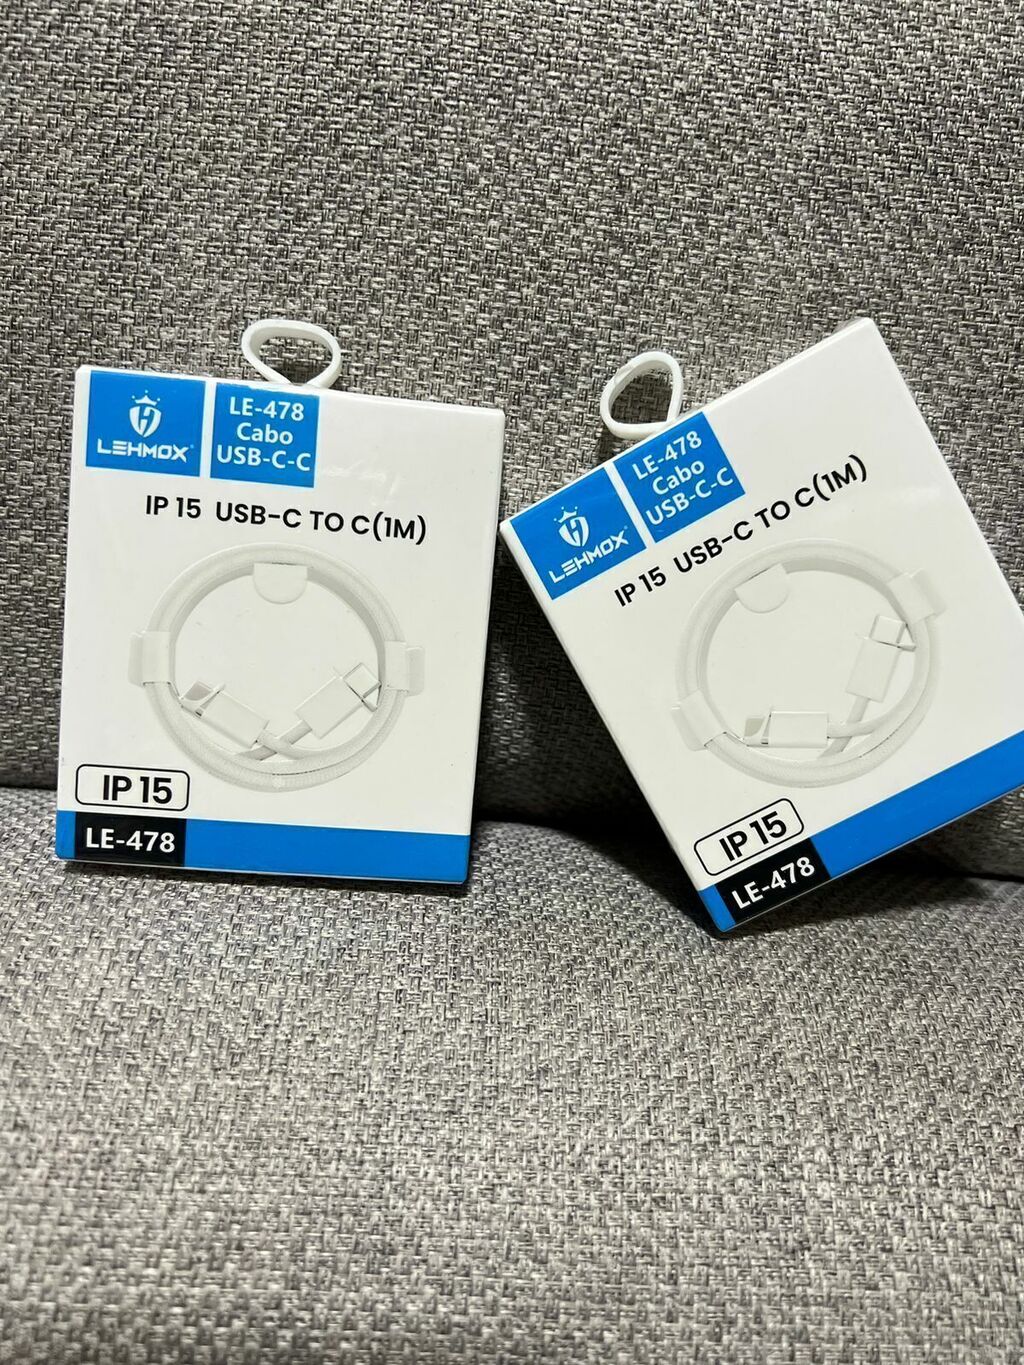 LEHMOX
LE-478
Cabo
USB-C-C
IP 15 USB-C TO C(1M)
IP 15
LE-478
LEHMOX
LE-478
Cabo
USB-C-C
IP 15 USB-C TO C(1M)
IP 15
LE-478